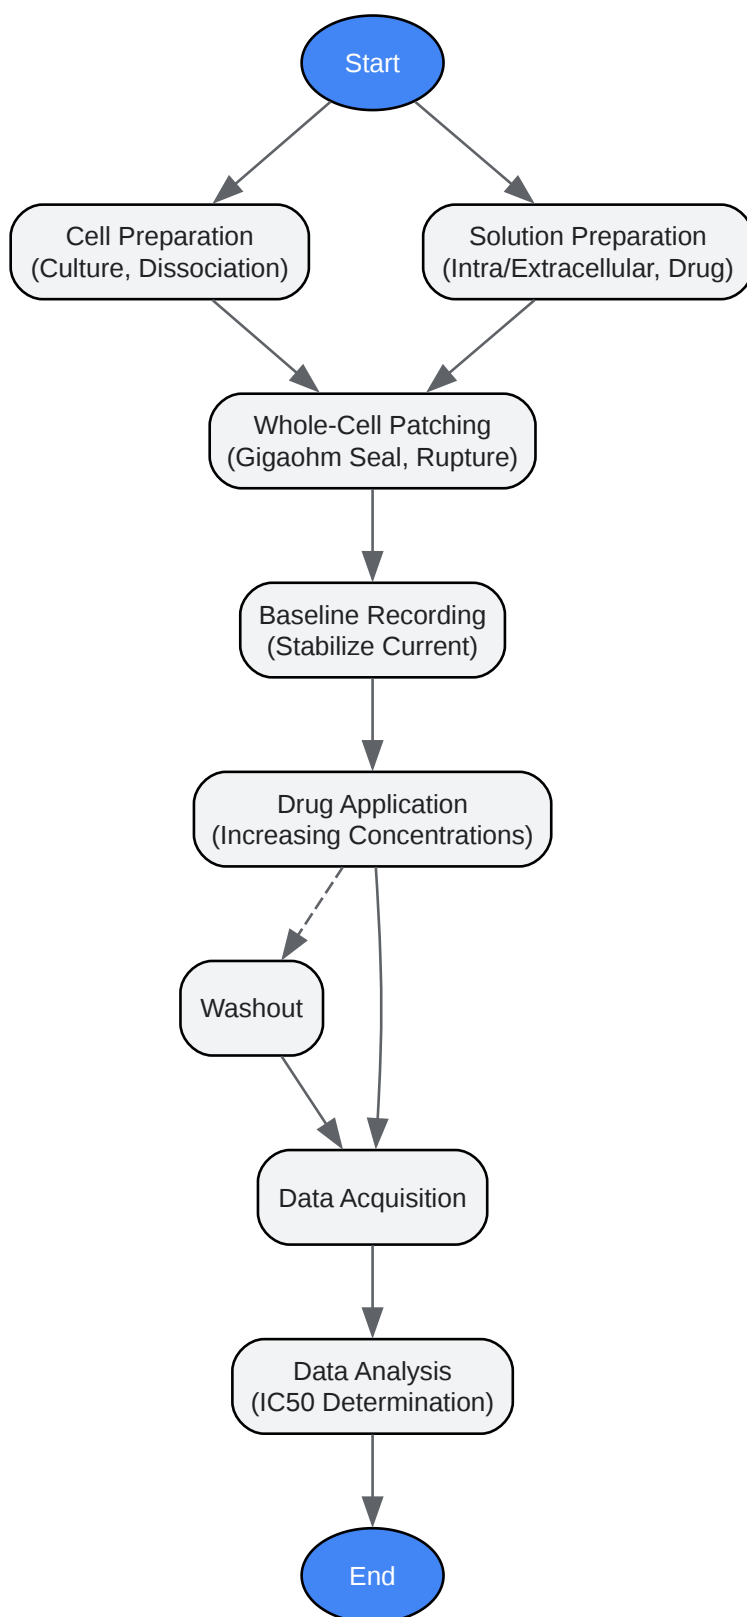 Start
Cell Preparation
(Culture, Dissociation)
Solution Preparation
(Intra/Extracellular, Drug)
Whole-Cell Patching
(Gigaohm Seal, Rupture)
Baseline Recording
(Stabilize Current)
Drug Application
(Increasing Concentrations)
Washout
Data Acquisition
Data Analysis
(IC50 Determination)
End